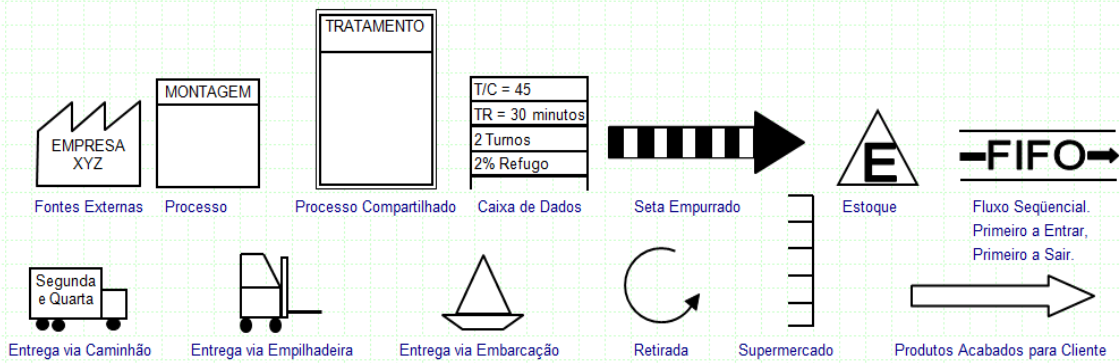 TRATAMENTO
MONTAGEM
EMPRESA
XYZ
T/C = 45
TR = 30 minutos
2 Turnos
2% Refugo
E
FIFO
Fontes Externas
Processo
Processo Compartilhado
Caixa de Dados
Seta Empurrado
Estoque
Fluxo Seqüencial.
Primeiro a Entrar,
Primeiro a Sair.
Segunda
e Quarta
Entrega via Caminhão
Entrega via Empilhadeira
Entrega via Embarcação
Retirada
Supermercado
Produtos Acabados para Cliente